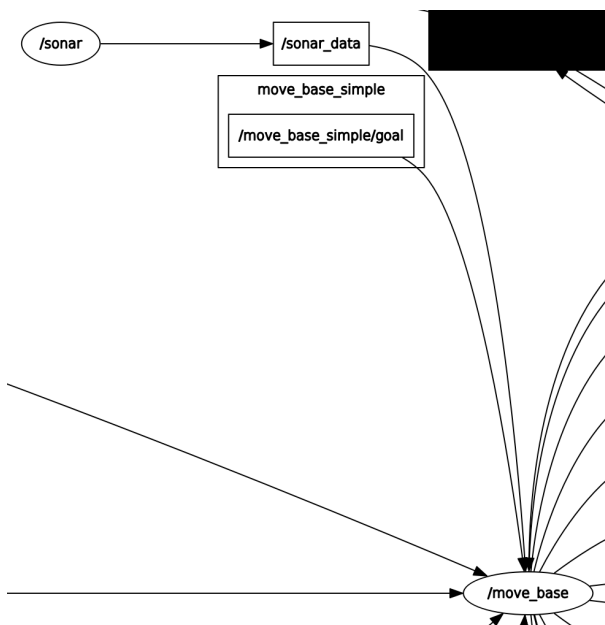 /sonar
/sonar_data
move_base_simple
/move_base_simple/goal
/move_base